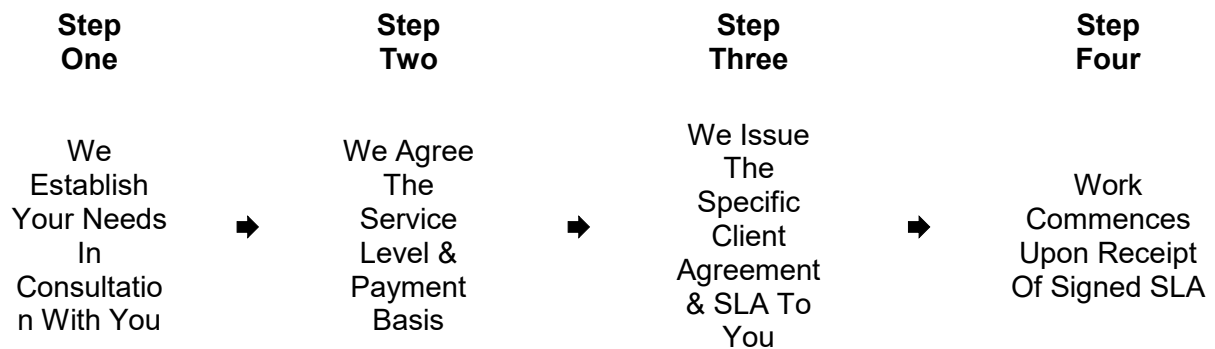 Step
One
We
Establish
Your Needs
In
Consultatio
n With You
Step
Two
We Agree
The
Service
Level &
Payment
Basis
Step
Three
We Issue
The
Specific
Client
Agreement
& SLA To
You
Step
Four
Work
Commences
Upon Receipt
Of Signed SLA